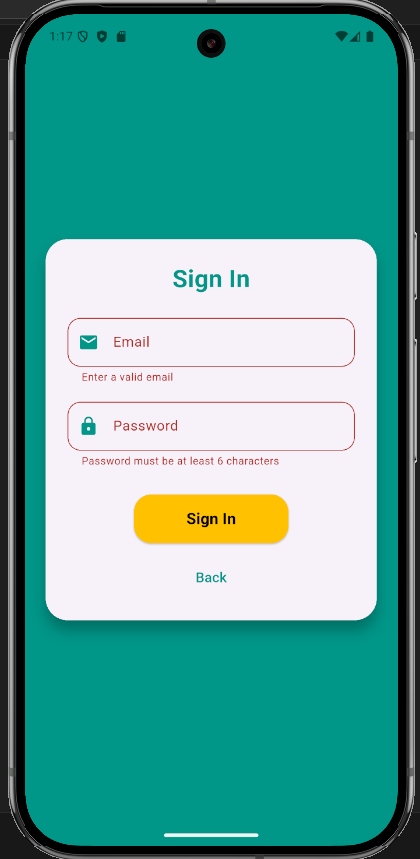 1:17
Sign In
Email
Enter a valid email
Password
Password must be at least 6 characters
Sign In
Back